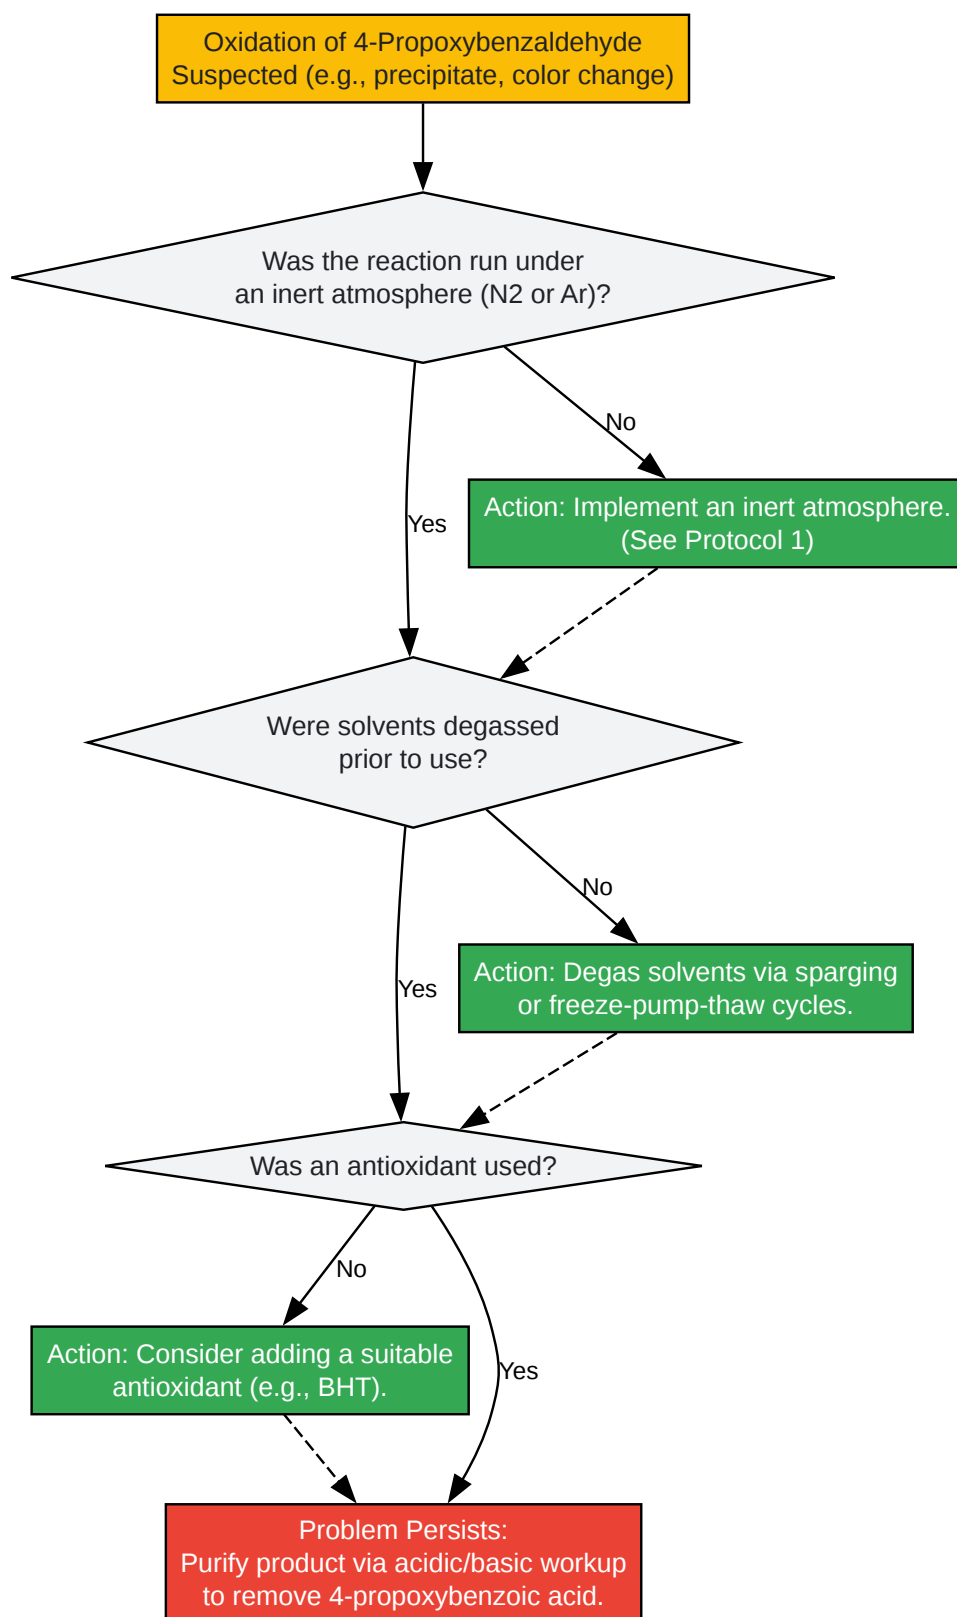 Oxidation of 4-Propoxybenzaldehyde
Suspected (e.g., precipitate, color change)
Was the reaction run under
an inert atmosphere (N2 or Ar)?
No
Action: Implement an inert atmosphere.
(See Protocol 1)
Yes
Were solvents degassed
prior to use?
No
Action: Degas solvents via sparging
or freeze-pump-thaw cycles.
Yes
Was an antioxidant used?
No
Action: Consider adding a suitable
antioxidant (e.g., BHT).
Yes
Problem Persists:
Purify product via acidic/basic workup
to remove 4-propoxybenzoic acid.